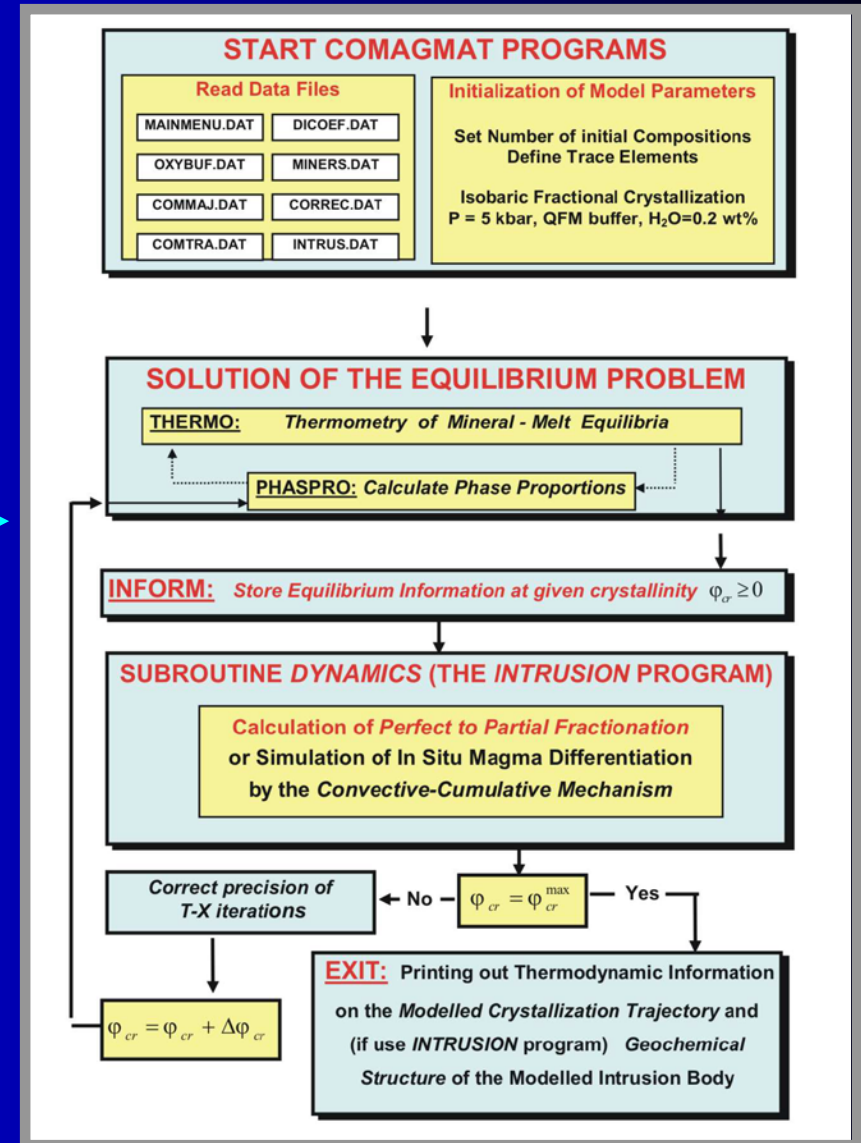 START COMAGMAT PROGRAMS
Read Data Files
MAINMENU.DAT
DICOEF.DAT
OXYBUF.DAT
MINERS.DAT
COMMAJ.DAT
CORREC.DAT
COMTRA.DAT
INTRUS.DAT
Initialization of Model Parameters
Set Number of initial Compositions
Define Trace Elements
Isobaric Fractional Crystallization
P = 5 kbar, QFM buffer, H₂O=0.2 wt%
SOLUTION OF THE EQUILIBRIUM PROBLEM
THERMO: Thermometry of Mineral - Melt Equilibria
PHASPRO: Calculate Phase Proportions
INFORM: Store Equilibrium Information at given crystallinity φcr ≥ 0
SUBROUTINE DYNAMICS (THE INTRUSION PROGRAM)
Calculation of Perfect to Partial Fractionation
or Simulation of In Situ Magma Differentiation
by the Convective-Cumulative Mechanism
Correct precision of
T-X iterations
No
φcr = φcr max
Yes
φcr = φcr + Δφcr
EXIT: Printing out Thermodynamic Information
on the Modelled Crystallization Trajectory and
(if use INTRUSION program) Geochemical
Structure of the Modelled Intrusion Body